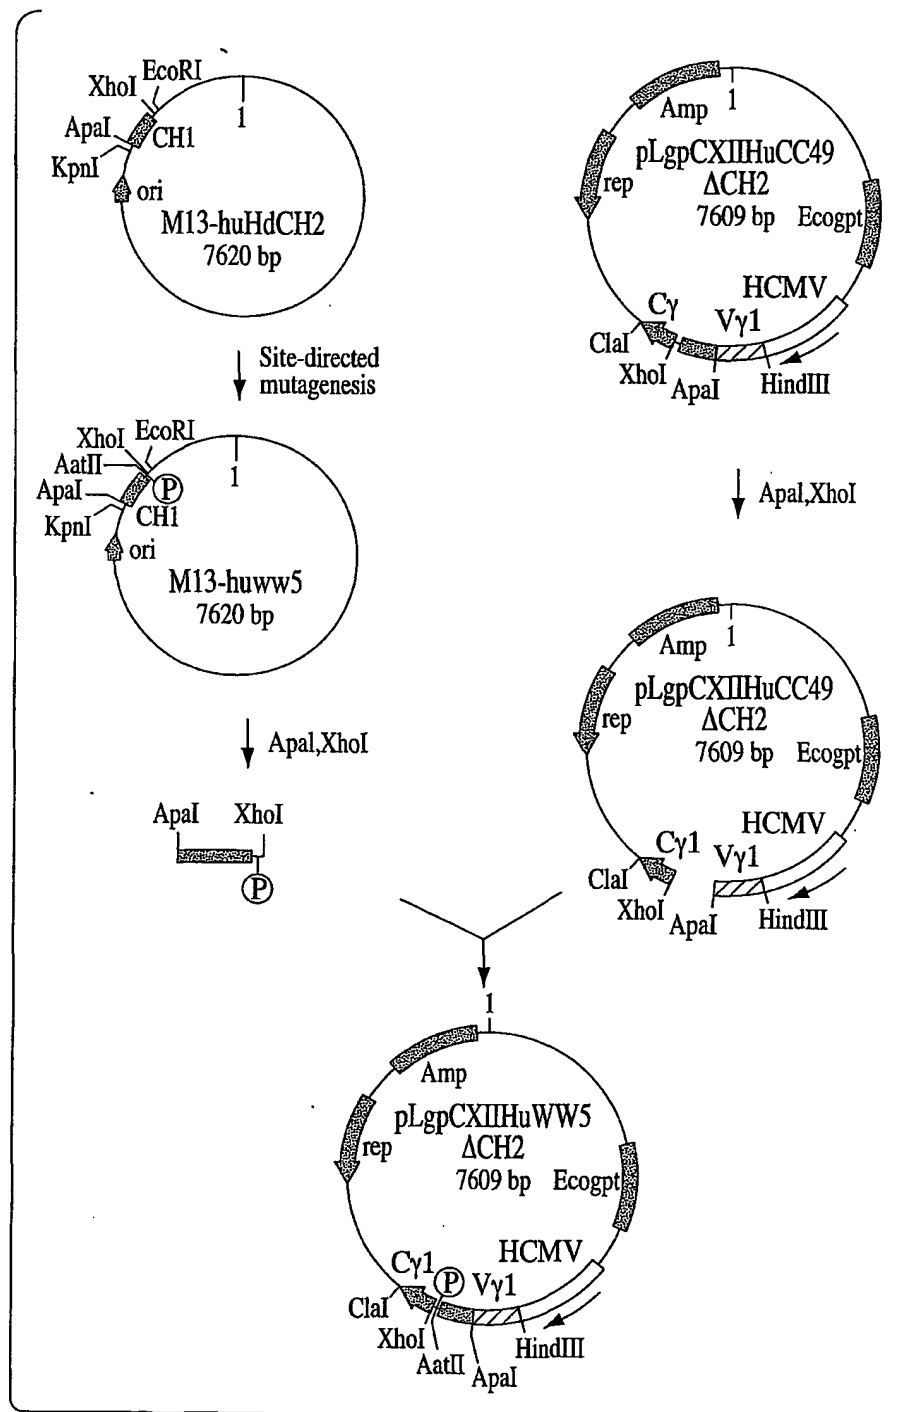 EcoRI
XhoI
1
ApaI
CH1
KpnI
ori
M13-huHdCH2
7620 bp
Site-directed
mutagenesis
EcoRI
XhoI
AatII
1
ApaI
P
CH1
KpnI
ori
M13-huww5
7620 bp
ApaI,XhoI
ApaI XhoI
P
Amp
1
pLgpCXIIHuCC49
ΔCH2
rep
7609 bp
Ecogpt
HCMV
Cγ
Vγ1
ClaI
XhoI
ApaI
HindIII
ApaI,XhoI
Amp
1
pLgpCXIIHuCC49
ΔCH2
rep
7609 bp
Ecogpt
HCMV
Cγ1
Vγ1
ClaI
XhoI
ApaI
HindIII
1
Amp
pLgpCXIIHuWW5
ΔCH2
rep
7609 bp
Ecogpt
HCMV
Cγ1
P
Vγ1
ClaI
XhoI
AatII
ApaI
HindIII